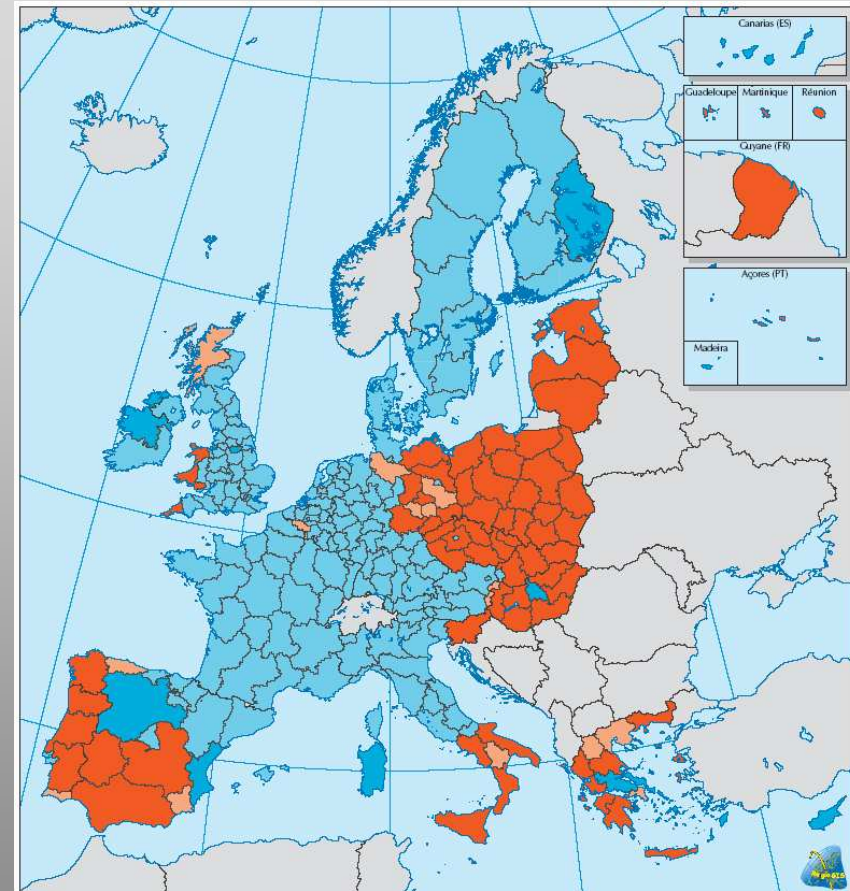 Canarias (ES)
Guadeloupe
Martinique
Réunion
Guyane (FR)
Açores (PT)
Madeira